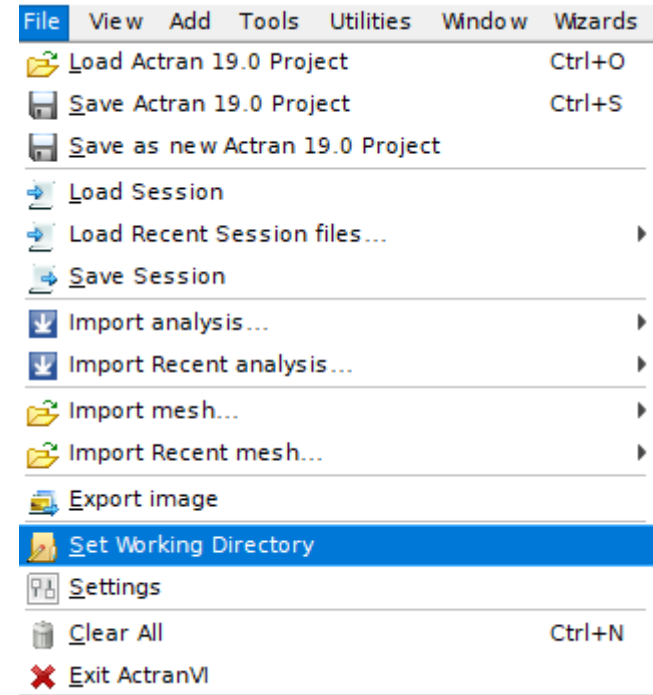 File View Add Tools Utilities Window Wizards
Load Actran 19.0 Project Ctrl+O
Save Actran 19.0 Project Ctrl+S
Save as new Actran 19.0 Project
Load Session
Load Recent Session files...
Save Session
Import analysis...
Import Recent analysis...
Import mesh...
Import Recent mesh...
Export image
Set Working Directory
Settings
Clear All Ctrl+N
Exit ActranVI